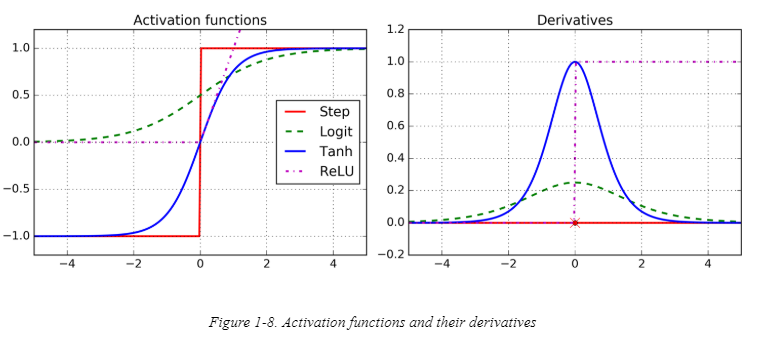 Activation functions
1.0
0.5
0.0
−0.5
−1.0
−4 −2 0 2 4
Step
Logit
Tanh
ReLU
Derivatives
1.2
1.0
0.8
0.6
0.4
0.2
0.0
−0.2
−4 −2 0 2 4
Figure 1-8. Activation functions and their derivatives